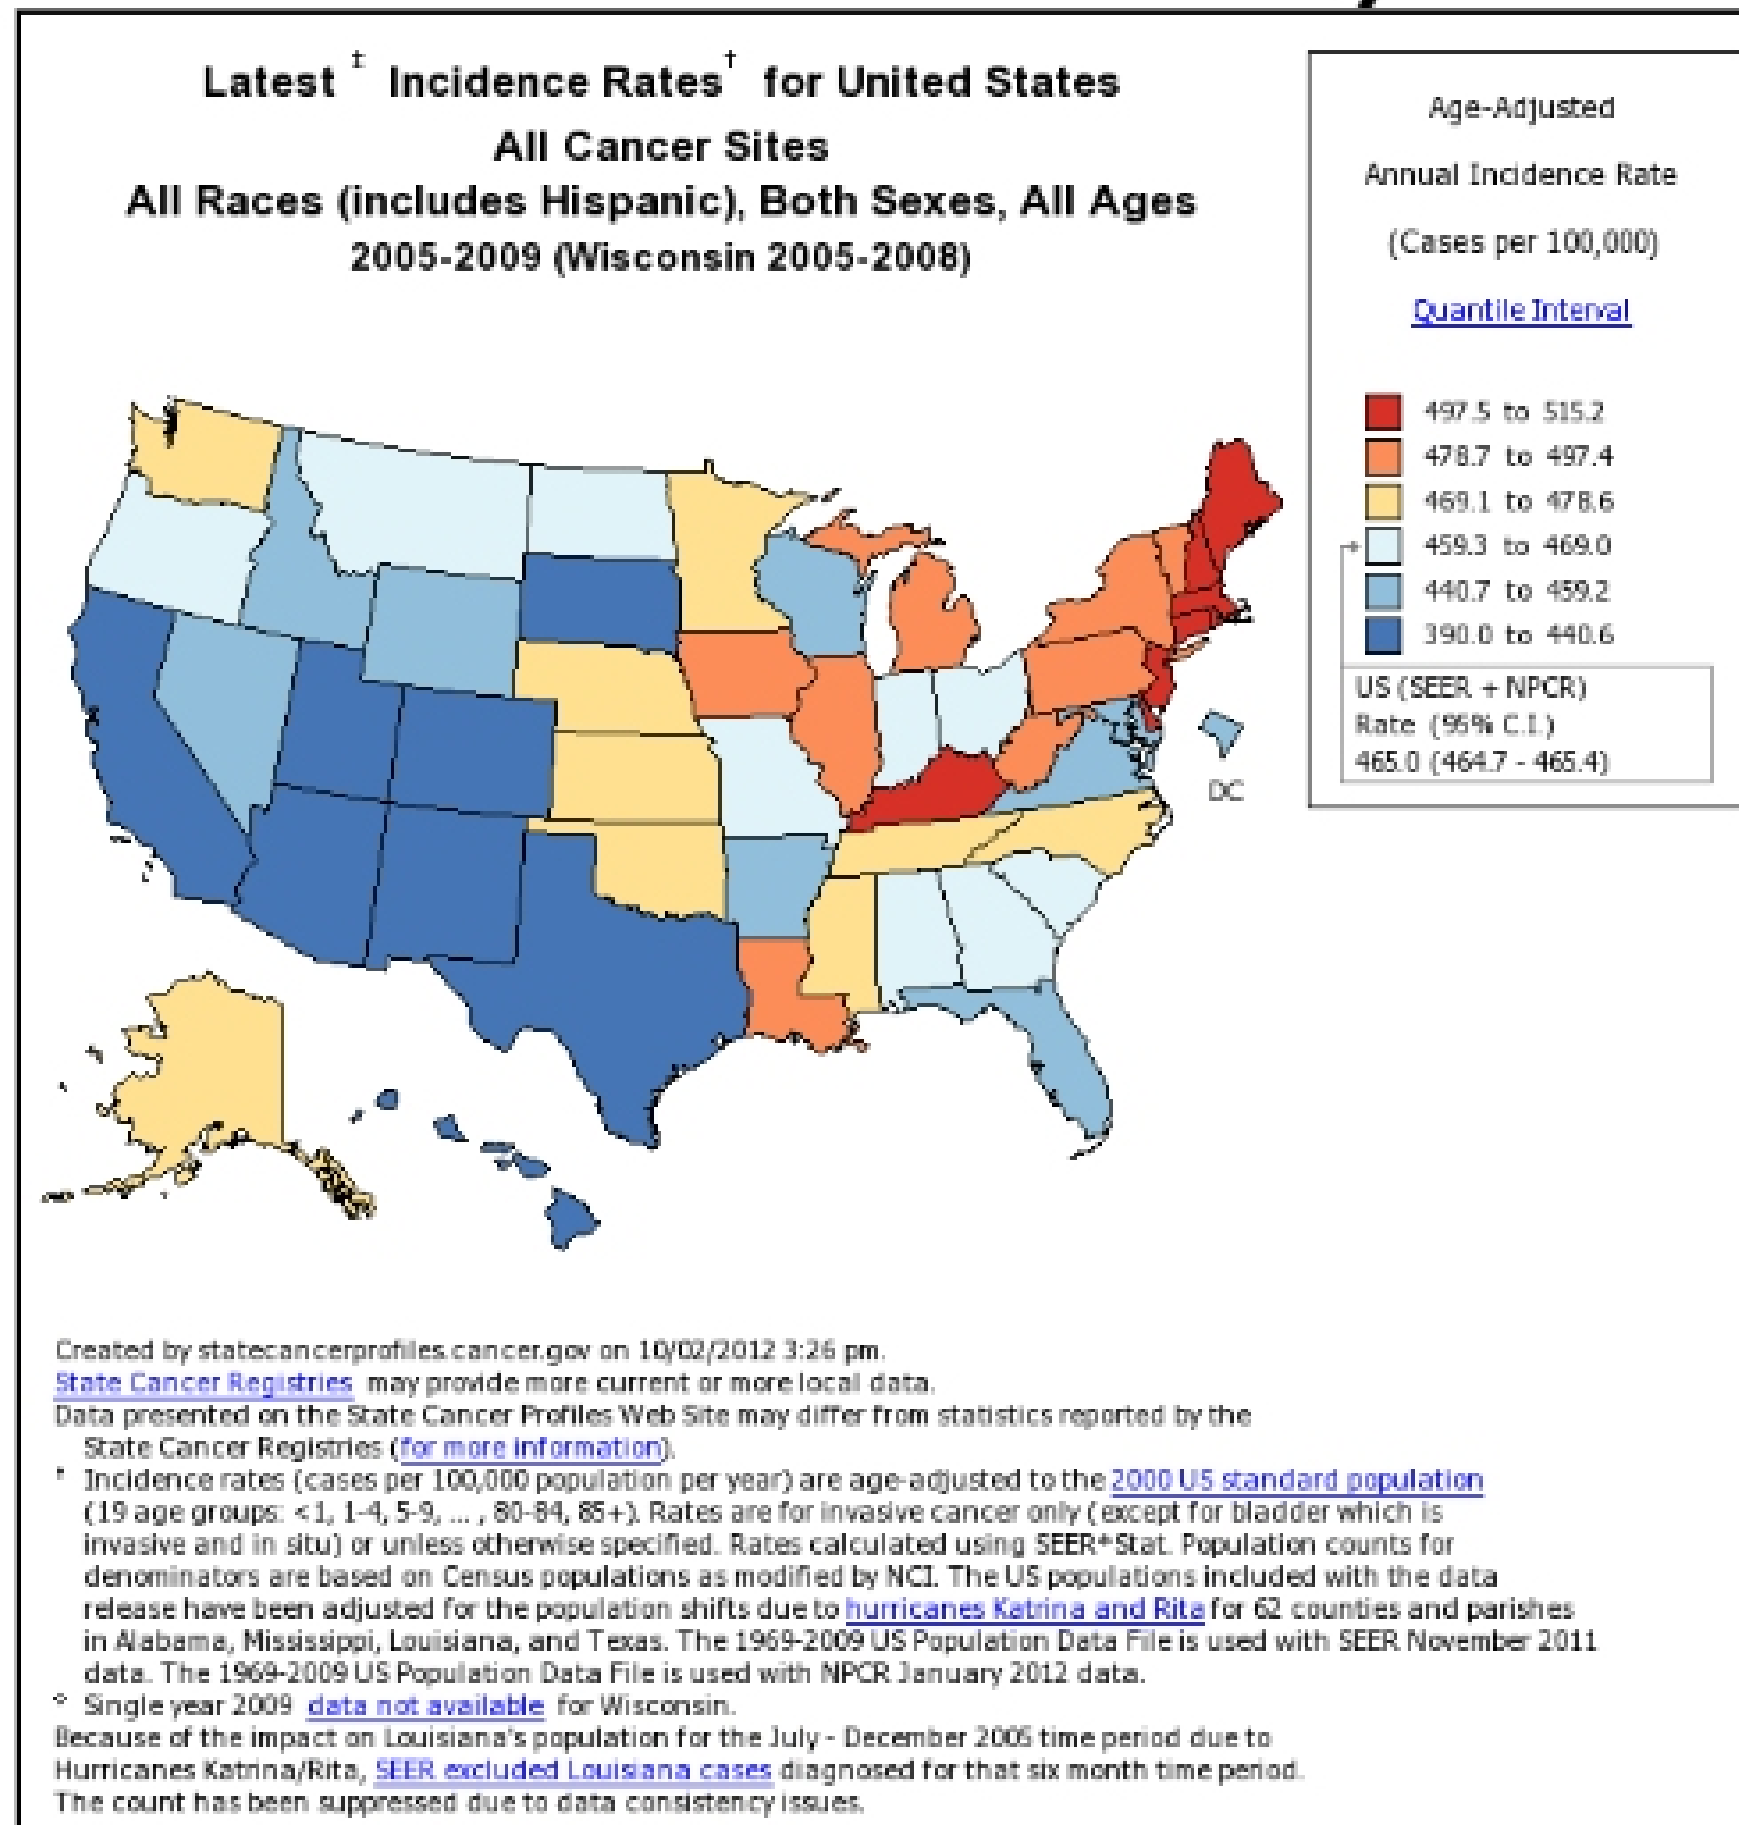 Latest ‡ Incidence Rates† for United States
All Cancer Sites
All Races (includes Hispanic), Both Sexes, All Ages
2005-2009 (Wisconsin 2005-2008)
Age-Adjusted
Annual Incidence Rate
(Cases per 100,000)
Quantile Interval
497.5 to 515.2
478.7 to 497.4
469.1 to 478.6
459.3 to 469.0
440.7 to 459.2
390.0 to 440.6
US (SEER + NPCR)
Rate (95% C.I.)
465.0 (464.7 - 465.4)
DC
Created by statecancerprofiles.cancer.gov on 10/02/2012 3:26 pm.
State Cancer Registries may provide more current or more local data.
Data presented on the State Cancer Profiles Web Site may differ from statistics reported by the
State Cancer Registries (for more information).
† Incidence rates (cases per 100,000 population per year) are age-adjusted to the 2000 US standard population
(19 age groups: <1, 1-4, 5-9, ... , 80-84, 85+). Rates are for invasive cancer only (except for bladder which is
invasive and in situ) or unless otherwise specified. Rates calculated using SEER*Stat. Population counts for
denominators are based on Census populations as modified by NCI. The US populations included with the data
release have been adjusted for the population shifts due to hurricanes Katrina and Rita for 62 counties and parishes
in Alabama, Mississippi, Louisiana, and Texas. The 1969-2009 US Population Data File is used with SEER November 2011
data. The 1969-2009 US Population Data File is used with NPCR January 2012 data.
◇ Single year 2009 data not available for Wisconsin.
Because of the impact on Louisiana's population for the July - December 2005 time period due to
Hurricanes Katrina/Rita, SEER excluded Louisiana cases diagnosed for that six month time period.
The count has been suppressed due to data consistency issues.